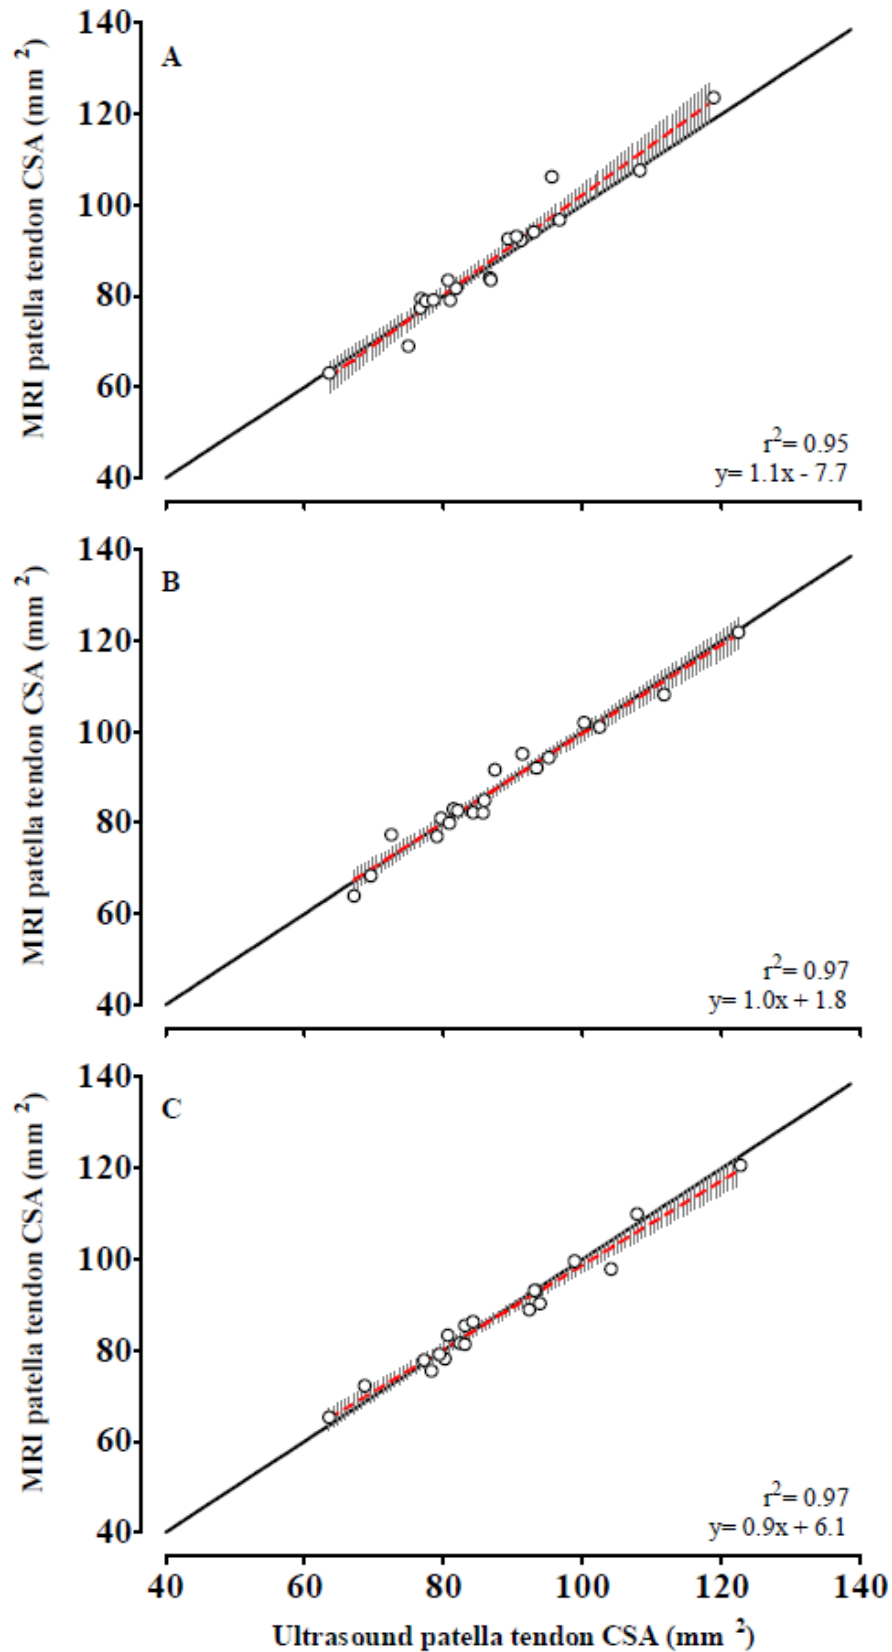 A
MRI patella tendon CSA (mm 2)
140
120
100
80
60
40
r2= 0.95
y= 1.1x - 7.7
B
MRI patella tendon CSA (mm 2)
140
120
100
80
60
40
r2= 0.97
y= 1.0x + 1.8
C
MRI patella tendon CSA (mm 2)
140
120
100
80
60
40
r2= 0.97
y= 0.9x + 6.1
40 60 80 100 120 140
Ultrasound patella tendon CSA (mm 2)